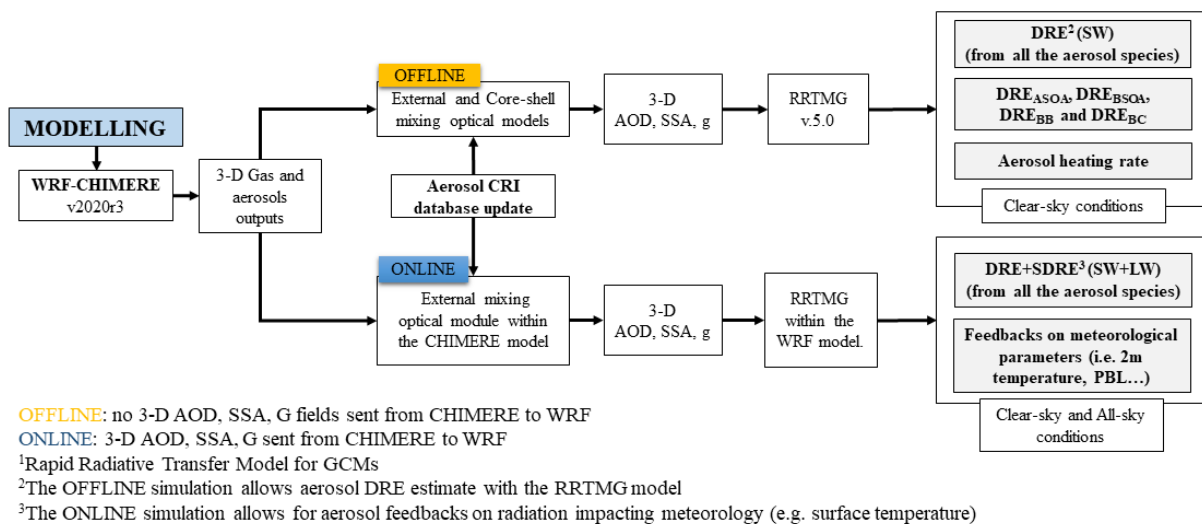 MODELLING
WRF-CHIMERE
v2020r3
3-D Gas and
aerosols
outputs
OFFLINE
External and Core-shell
mixing optical models
3-D
AOD, SSA, g
RRTMG
v.5.0
DRE² (SW)
(from all the aerosol species)
DRE_ASOA, DRE_BSOA,
DRE_BB and DRE_BC
Aerosol heating rate
Clear-sky conditions
Aerosol CRI
database update
ONLINE
External mixing
optical module within
the CHIMERE model
3-D
AOD, SSA, g
RRTMG
within the
WRF model.
DRE+SDRE³ (SW+LW)
(from all the aerosol species)
Feedbacks on meteorological
parameters (i.e. 2m
temperature, PBL…)
Clear-sky and All-sky
conditions
OFFLINE: no 3-D AOD, SSA, G fields sent from CHIMERE to WRF
ONLINE: 3-D AOD, SSA, G sent from CHIMERE to WRF
¹Rapid Radiative Transfer Model for GCMs
²The OFFLINE simulation allows aerosol DRE estimate with the RRTMG model
³The ONLINE simulation allows for aerosol feedbacks on radiation impacting meteorology (e.g. surface temperature)